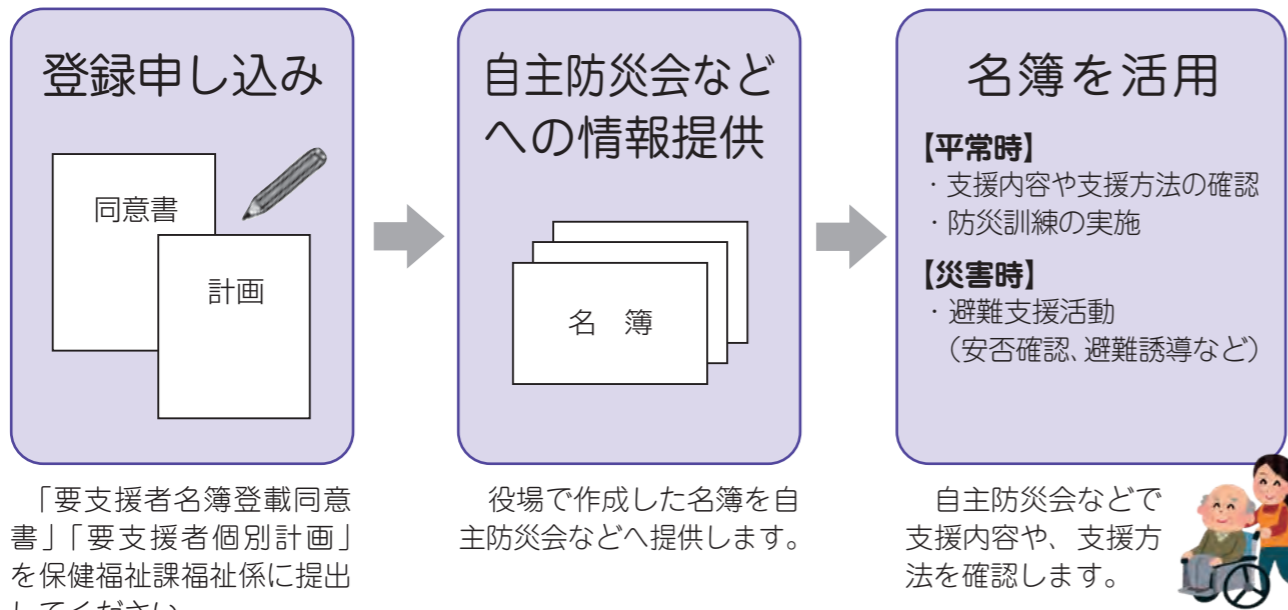 登録申し込み
同意書
計画
「要支援者名簿登載同意
書」「要支援者個別計画」
を保健福祉課福祉係に提出
してください
自主防災会など
への情報提供
名　簿
役場で作成した名簿を自
主防災会などへ提供します。
名簿を活用
【平常時】
・支援内容や支援方法の確認
・防災訓練の実施
【災害時】
・避難支援活動
（安否確認、避難誘導など）
自主防災会などで
支援内容や、支援方
法を確認します。